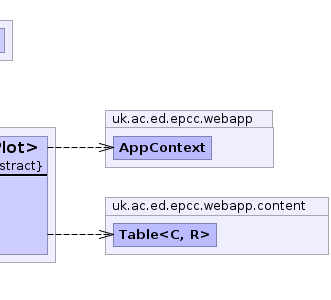 uk.ac.ed.epcc.webapp
Plot>
AppContext
stract}
uk.ac.ed.epcc.webapp.content
Table<C, R>